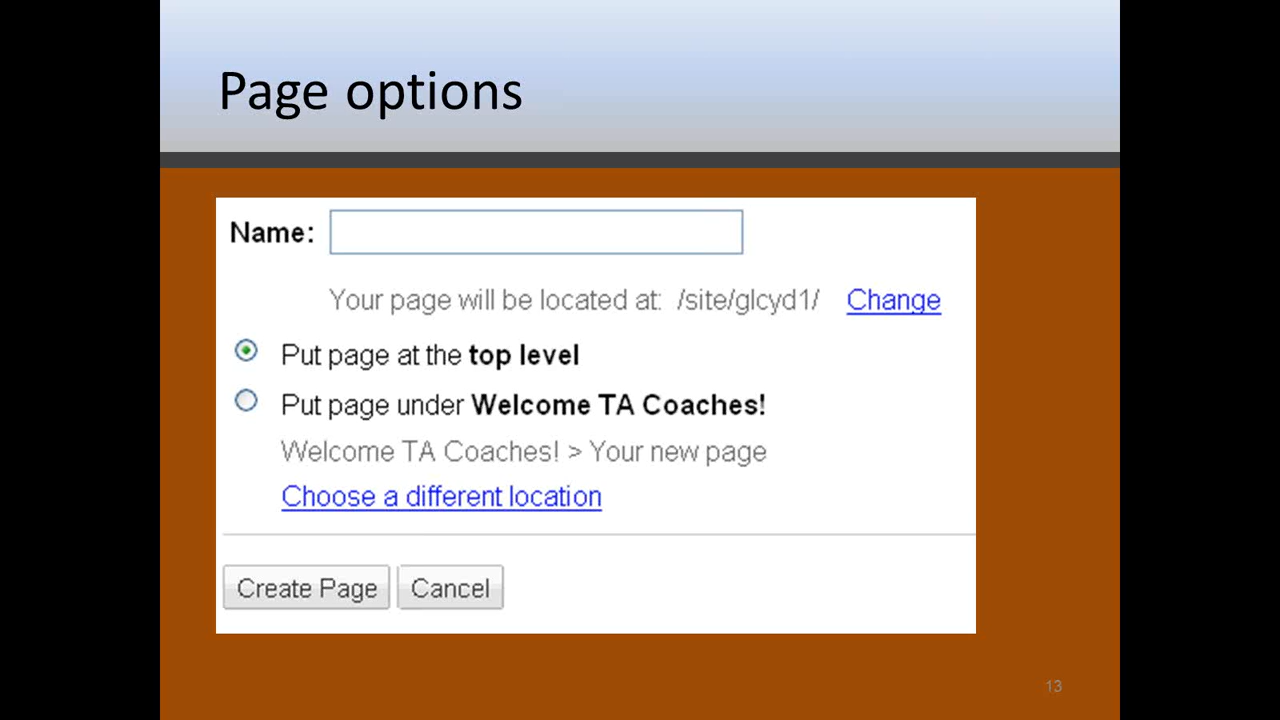 Page options
Name:
Your page will be located at: /site/glcyd1/ Change
Put page at the top level
Put page under Welcome TA Coaches!
Welcome TA Coaches! > Your new page
Choose a different location
Create Page Cancel
13